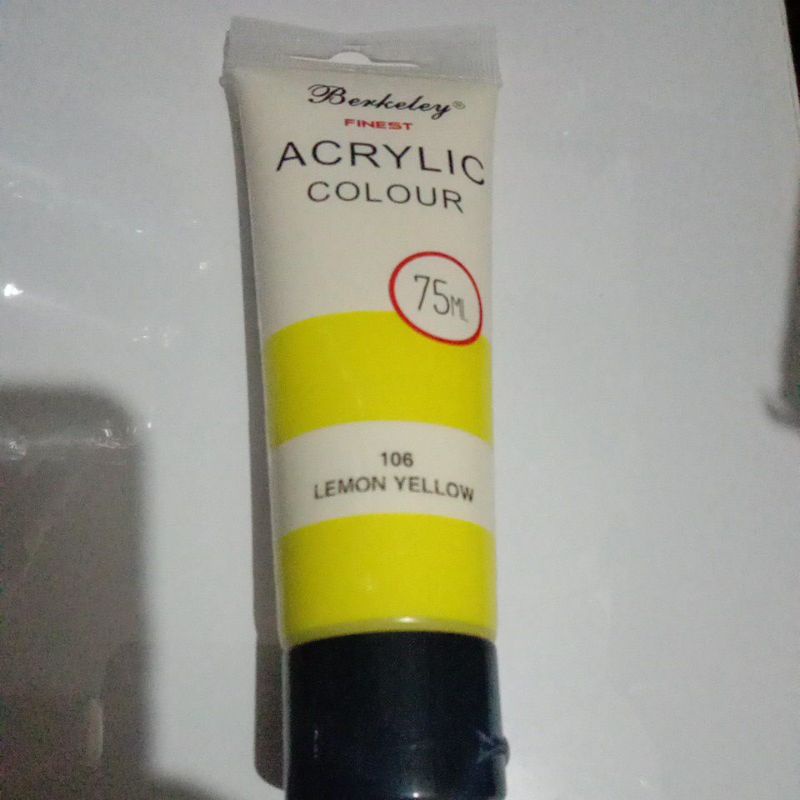 Berkeley®
FINEST
ACRYLIC
COLOUR
75ML
106
LEMON YELLOW